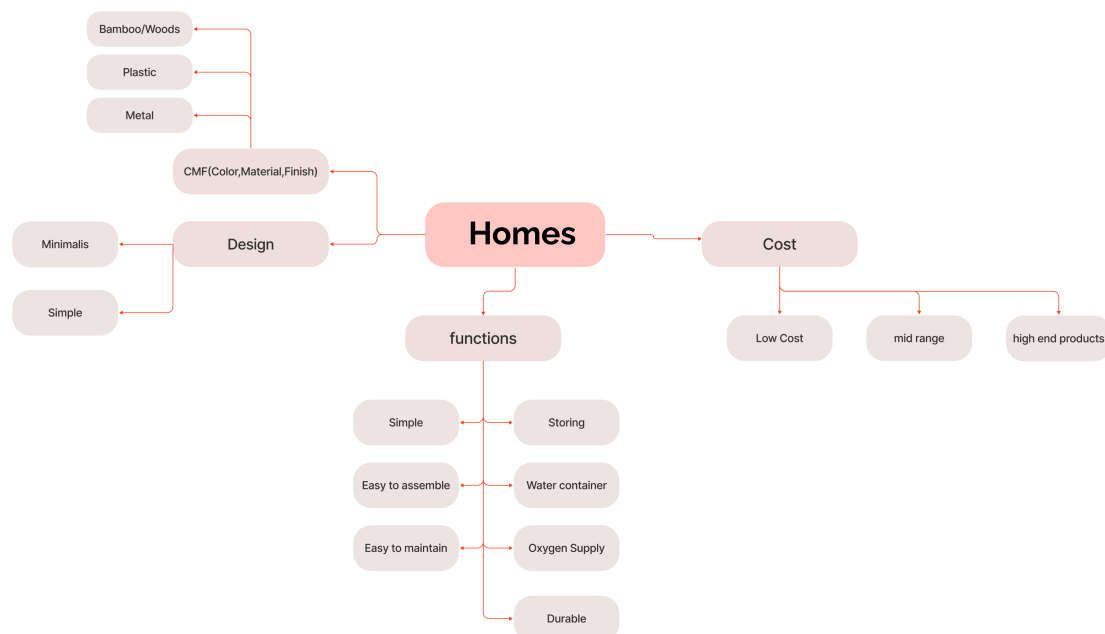 Bamboo/Woods
Plastic
Metal
CMF(Color,Material,Finish)
Homes
Design
Cost
Minimalis
Simple
functions
Low Cost
mid range
high end products
Simple
Storing
Easy to assemble
Water container
Easy to maintain
Oxygen Supply
Durable